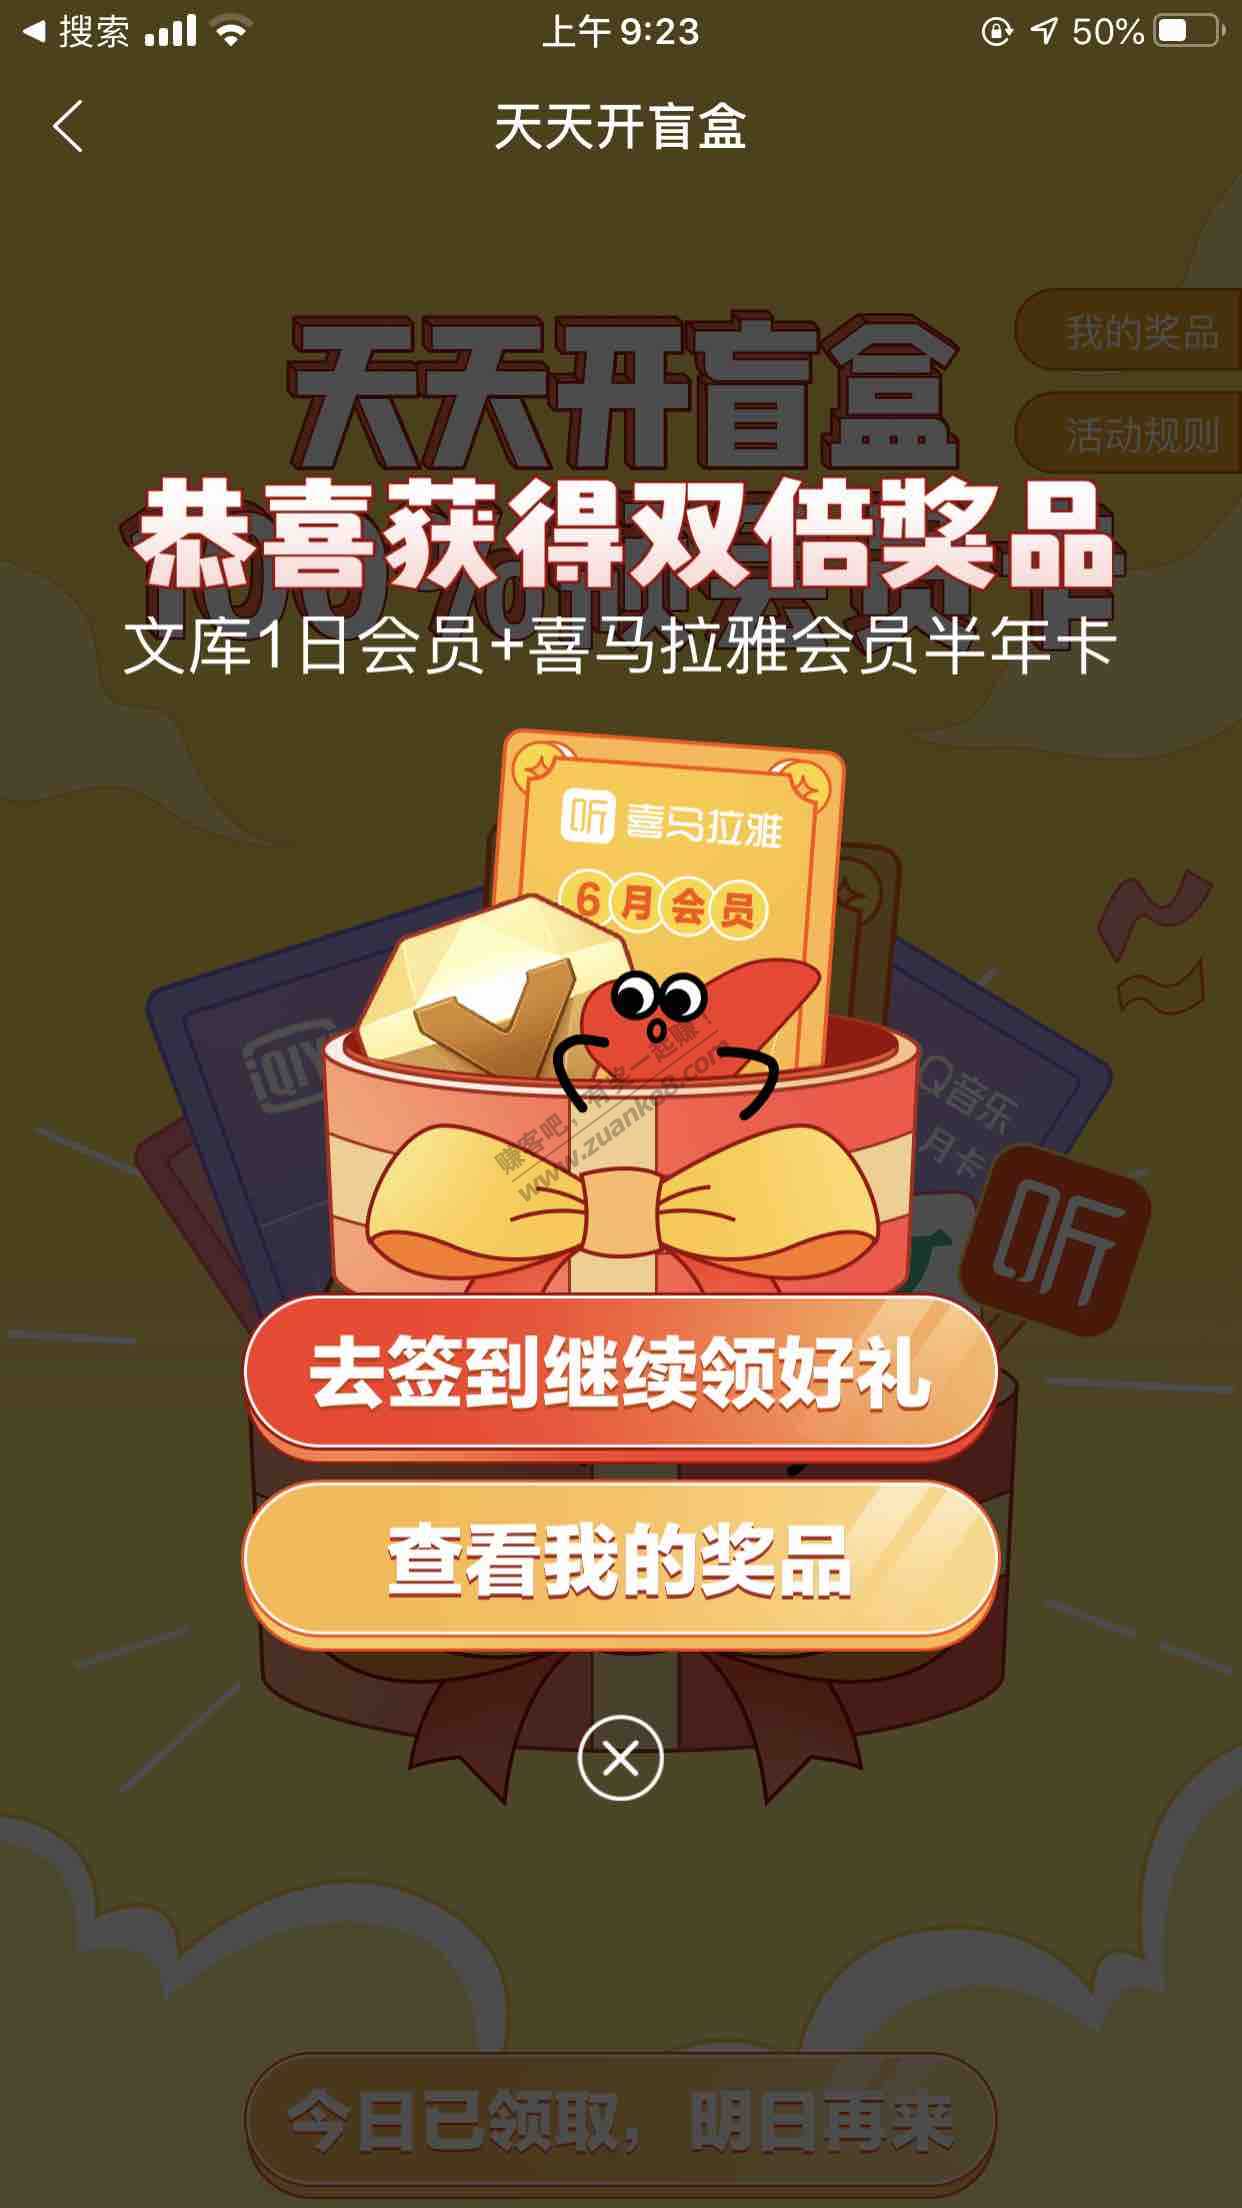 搜索
上午9:23
50%
天天开盲盒
我的奖品
活动规则
天天开盲盒
恭喜获得双倍奖品
文库1日会员+喜马拉雅会员半年卡
听 喜马拉雅
6月会员
iQIY
Q音乐
月卡
听
赚客吧，有奖一起赚！
www.zuanke8.com
去签到继续领好礼
查看我的奖品
今日已领取，明日再来